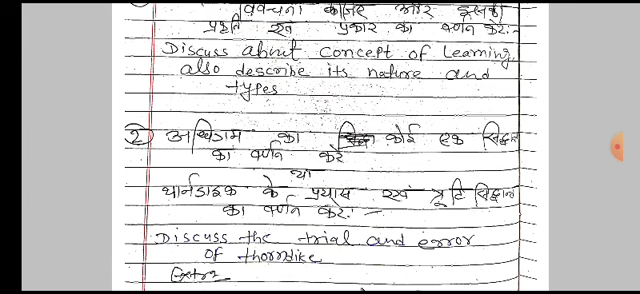 विवेचना कीजिए और इसकी
प्रकृति एवं प्रकार का वर्णन करे:-
Discuss about concept of Learning,
also describe its nature and
types
2) अधिगम का कोई एक सिद्धांत
का वर्णन करे
या
थार्नडाइक के प्रयास एवं त्रुटि सिद्धांत
का वर्णन करे: -
Discuss the trial and error
of thorndike